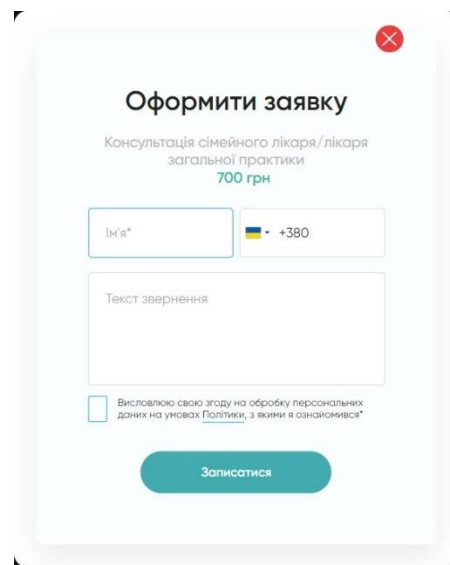 Оформити заявку
Консультація сімейного лікаря/лікаря
загальної практики
700 грн
Ім'я*
+380
Текст звернення
Висловлюю свою згоду на обробку персональних
даних на умовах Політики, з якими я ознайомився*
Записатися